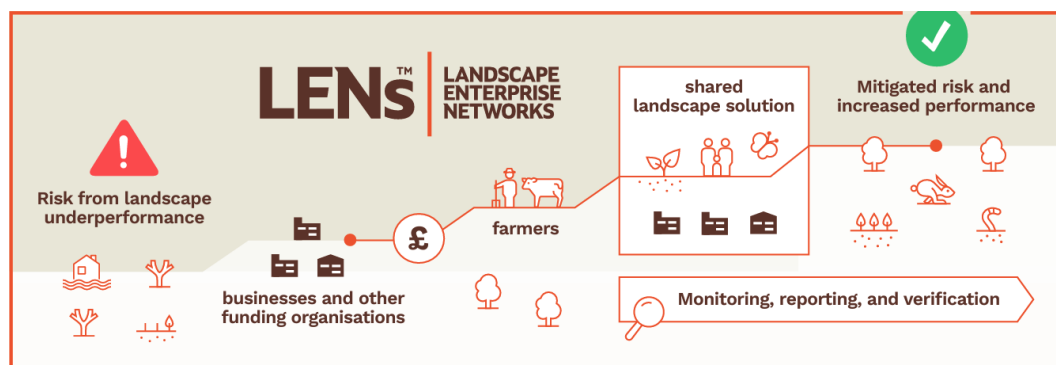 LENs™
LANDSCAPE
ENTERPRISE
NETWORKS
Risk from landscape
underperformance
businesses and other
funding organisations
£
farmers
shared
landscape solution
Mitigated risk and
increased performance
Monitoring, reporting, and verification